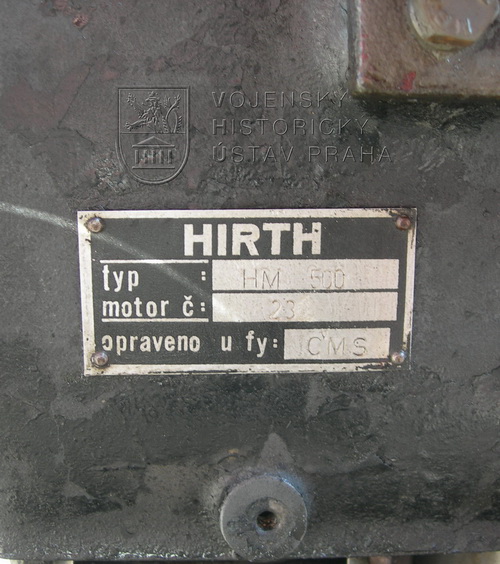 VOJENSKÝ
HISTORICKÝ
ÚSTAV PRAHA
HIRTH
typ : HM 500
motor č: 23
opraveno u fy: CMS